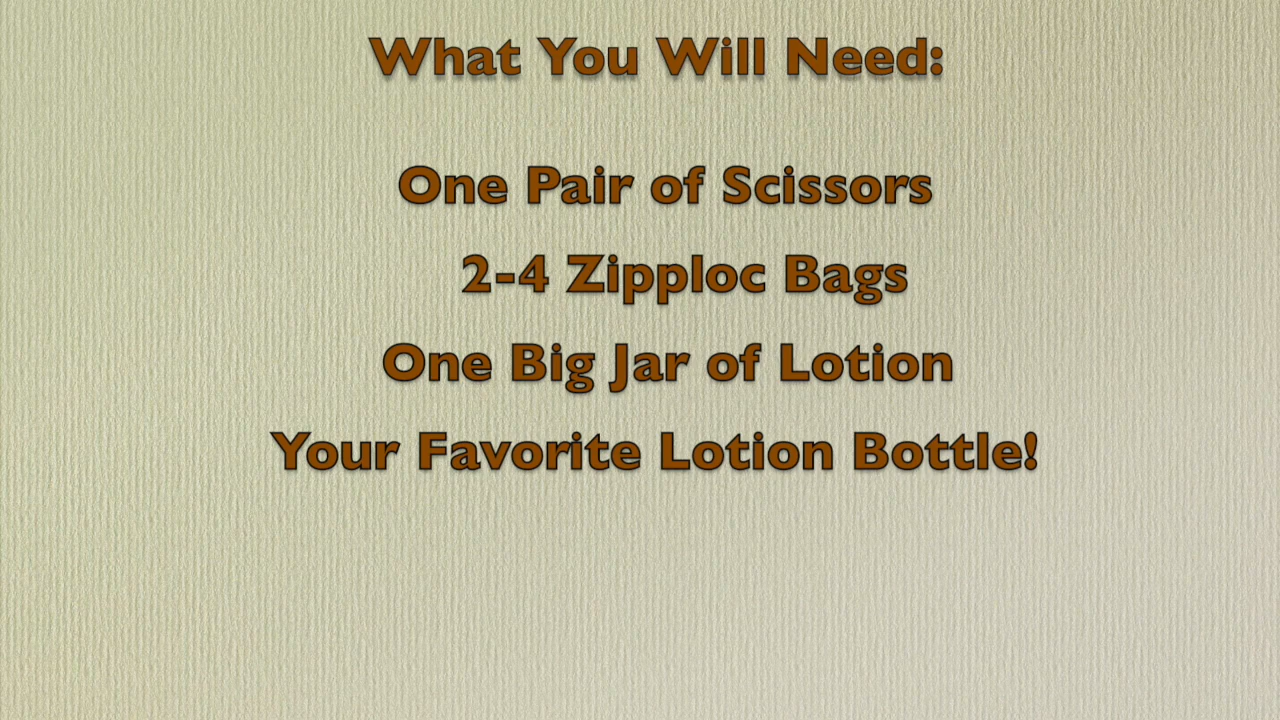 What You Will Need:
One Pair of Scissors
2-4 Zipploc Bags
One Big Jar of Lotion
Your Favorite Lotion Bottle!